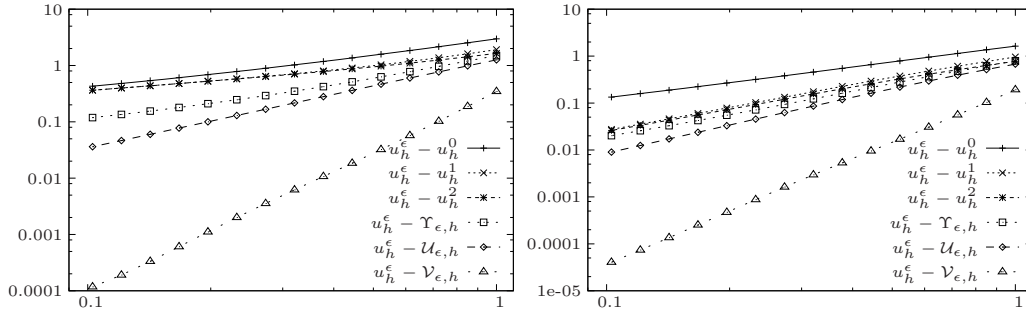 10
1
0.1
0.01
0.001
0.0001
0.1
1
u_h^ϵ − u_h^0
u_h^ϵ − u_h^1
u_h^ϵ − u_h^2
u_h^ϵ − Υ_{ϵ,h}
u_h^ϵ − 𝒰_{ϵ,h}
u_h^ϵ − 𝒱_{ϵ,h}
10
1
0.1
0.01
0.001
0.0001
1e-05
0.1
1
u_h^ϵ − u_h^0
u_h^ϵ − u_h^1
u_h^ϵ − u_h^2
u_h^ϵ − Υ_{ϵ,h}
u_h^ϵ − 𝒰_{ϵ,h}
u_h^ϵ − 𝒱_{ϵ,h}